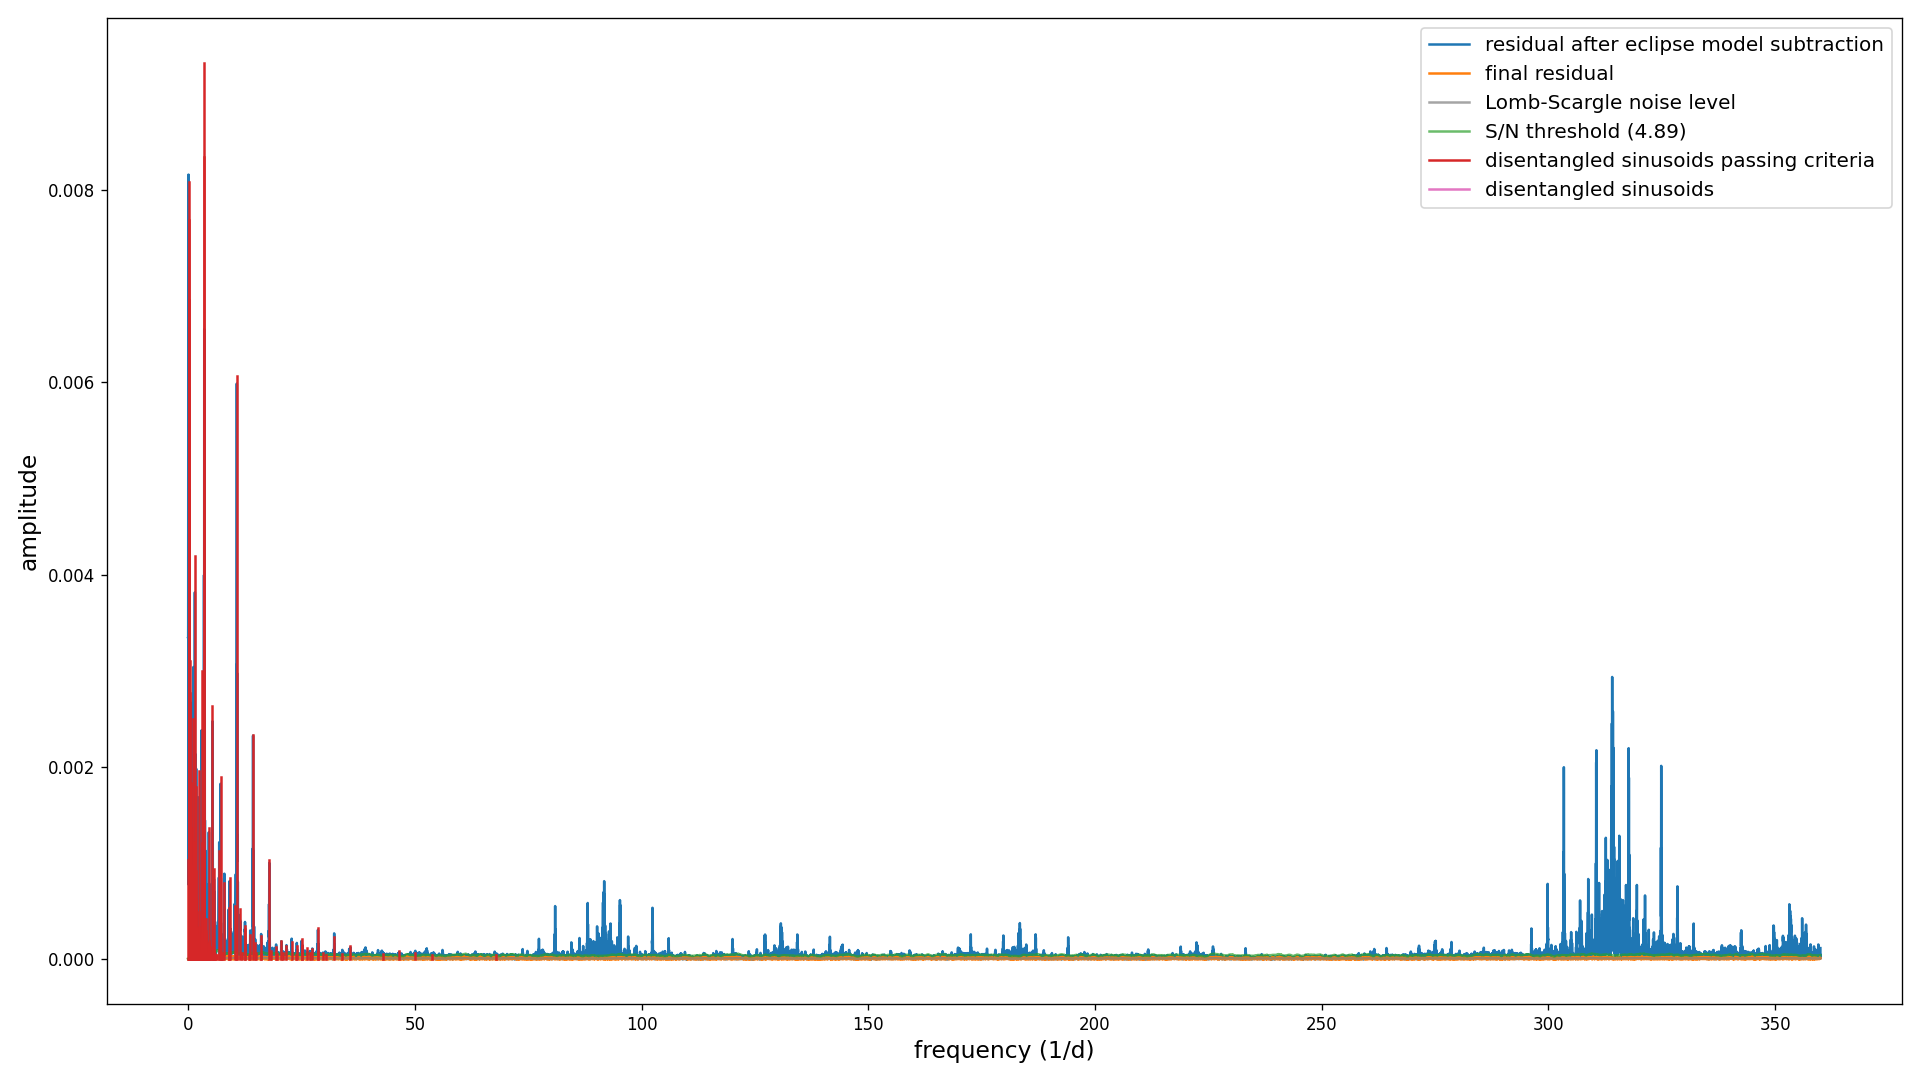 residual after eclipse model subtraction
final residual
Lomb-Scargle noise level
S/N threshold (4.89)
disentangled sinusoids passing criteria
disentangled sinusoids
amplitude
0.008
0.006
0.004
0.002
0.000
0 50 100 150 200 250 300 350
frequency (1/d)